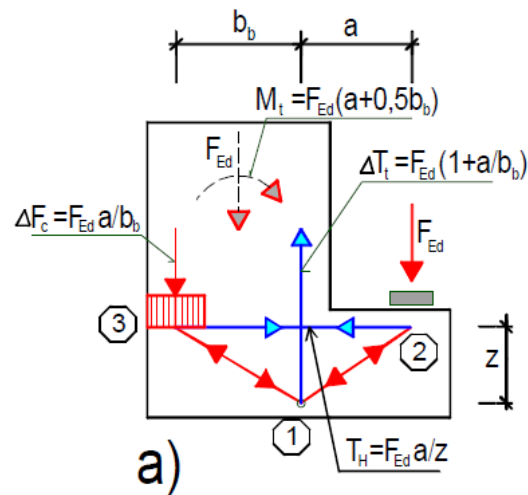 b_b
a
M_t=F_Ed(a+0,5b_b)
F_Ed
ΔT_t=F_Ed(1+a/b_b)
F_Ed
ΔF_c=F_Ed a/b_b
3
2
z
1
T_H=F_Ed a/z
a)